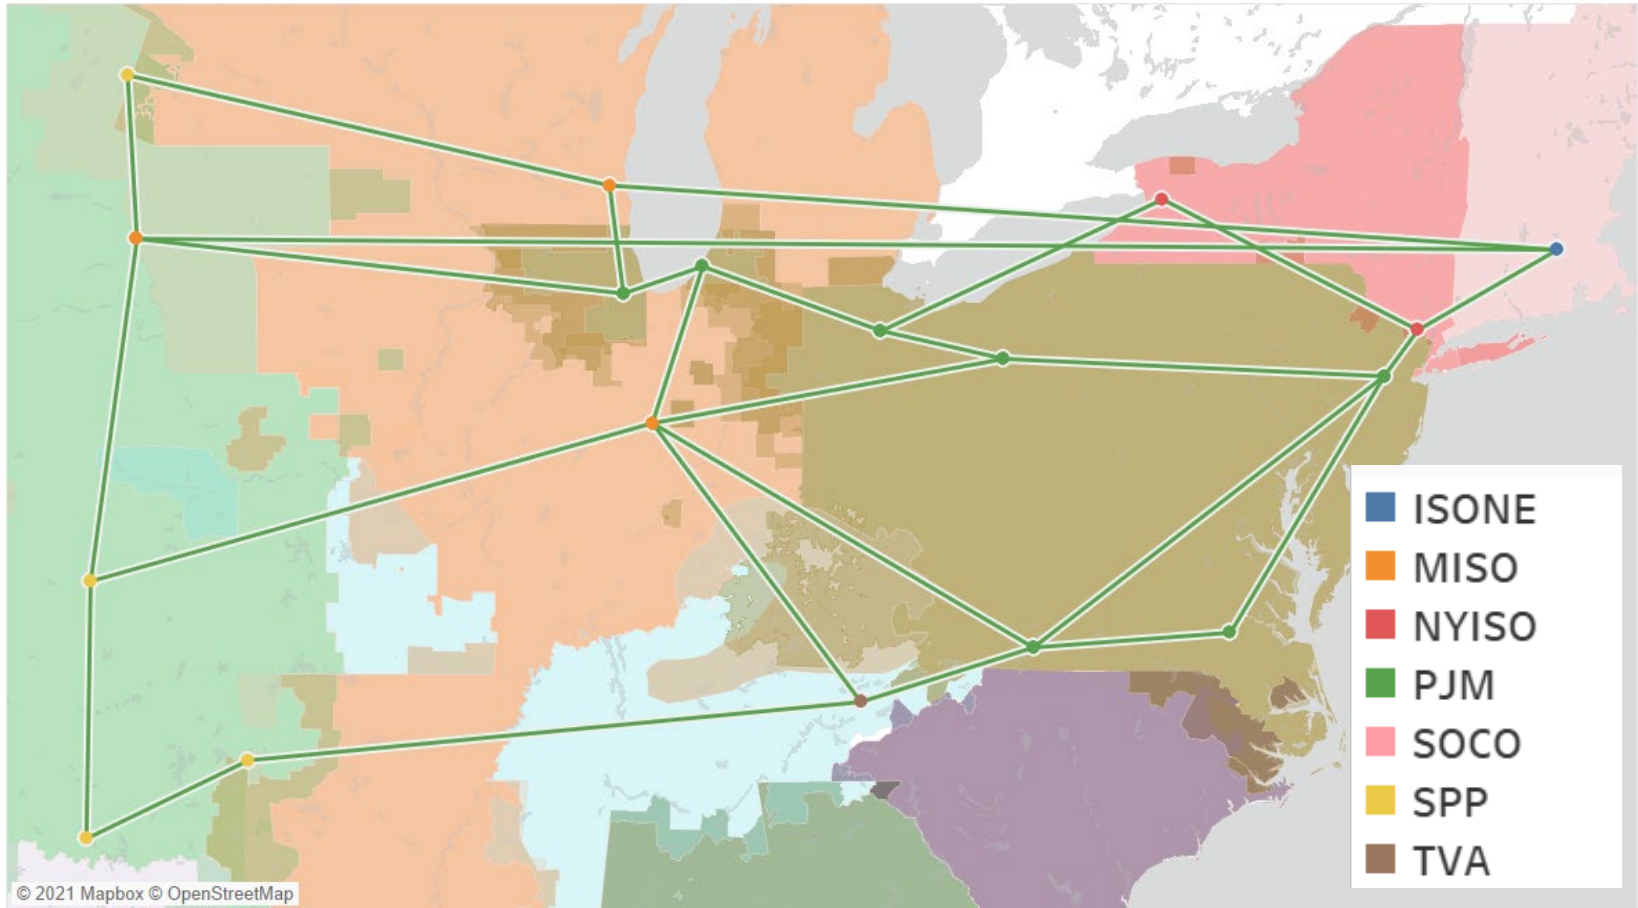 ISONE
MISO
NYISO
PJM
SOCO
SPP
TVA
© 2021 Mapbox © OpenStreetMap